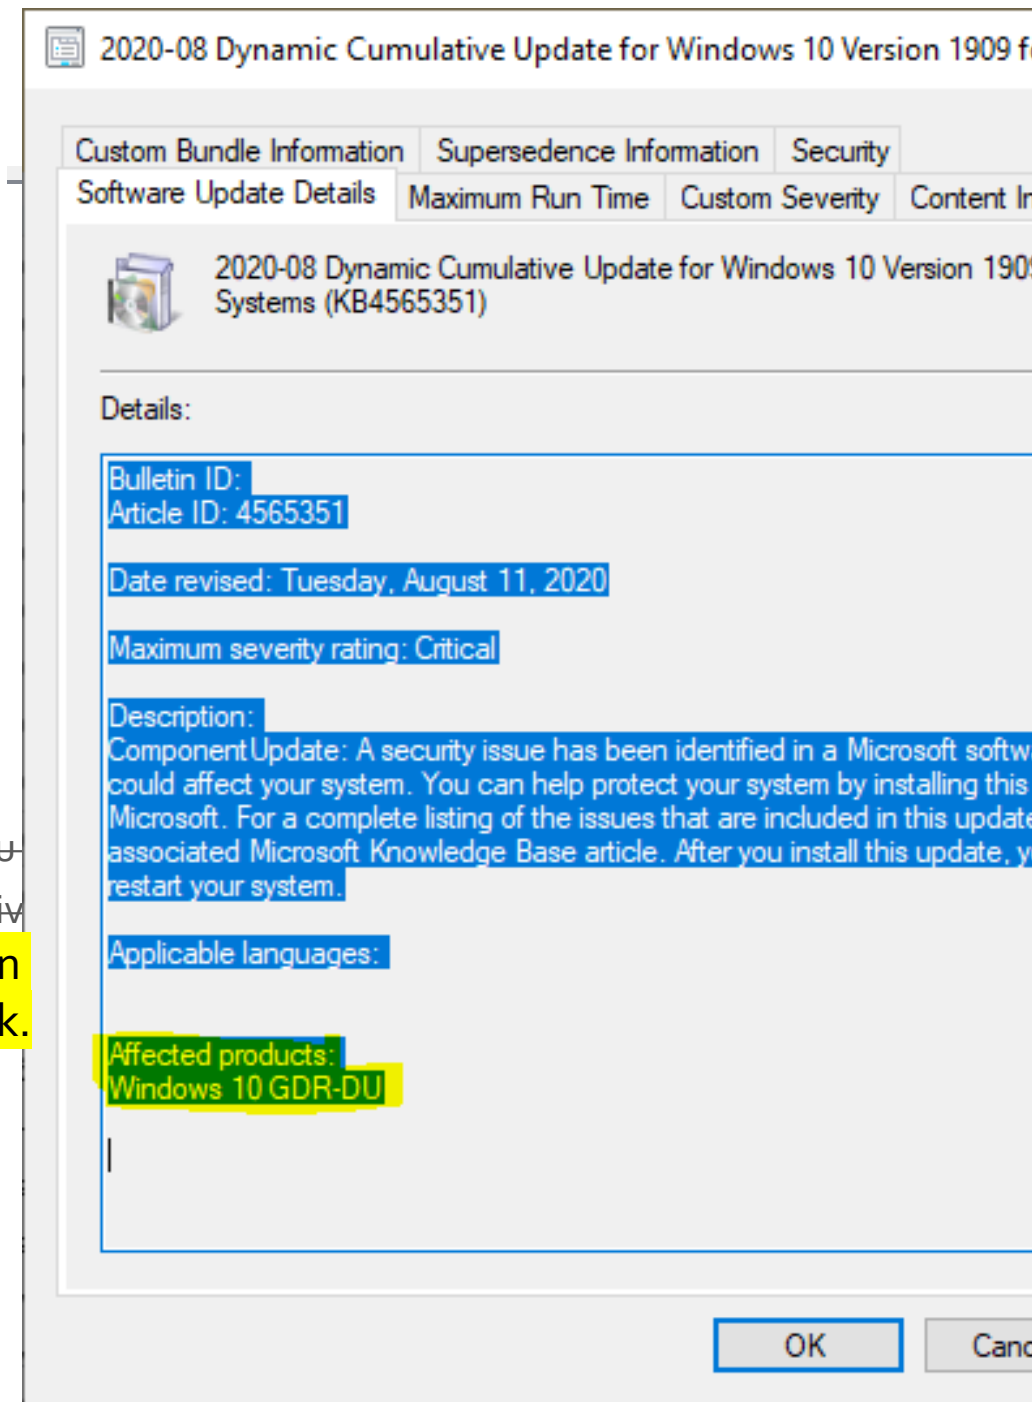 2020-08 Dynamic Cumulative Update for Windows 10 Version 1909
Custom Bundle Information Supersedence Information Security
Software Update Details Maximum Run Time Custom Severity Content
2020-08 Dynamic Cumulative Update for Windows 10 Version 1909
Systems (KB4565351)
Details:
Bulletin ID:
Article ID: 4565351
Date revised: Tuesday, August 11, 2020
Maximum severity rating: Critical
Description:
ComponentUpdate: A security issue has been identified in a Microsoft
could affect your system. You can help protect your system by installing this
Microsoft. For a complete listing of the issues that are included in this update
associated Microsoft Knowledge Base article. After you install this update,
restart your system.
Applicable languages:
k.
Affected products:
Windows 10 GDR-DU
OK